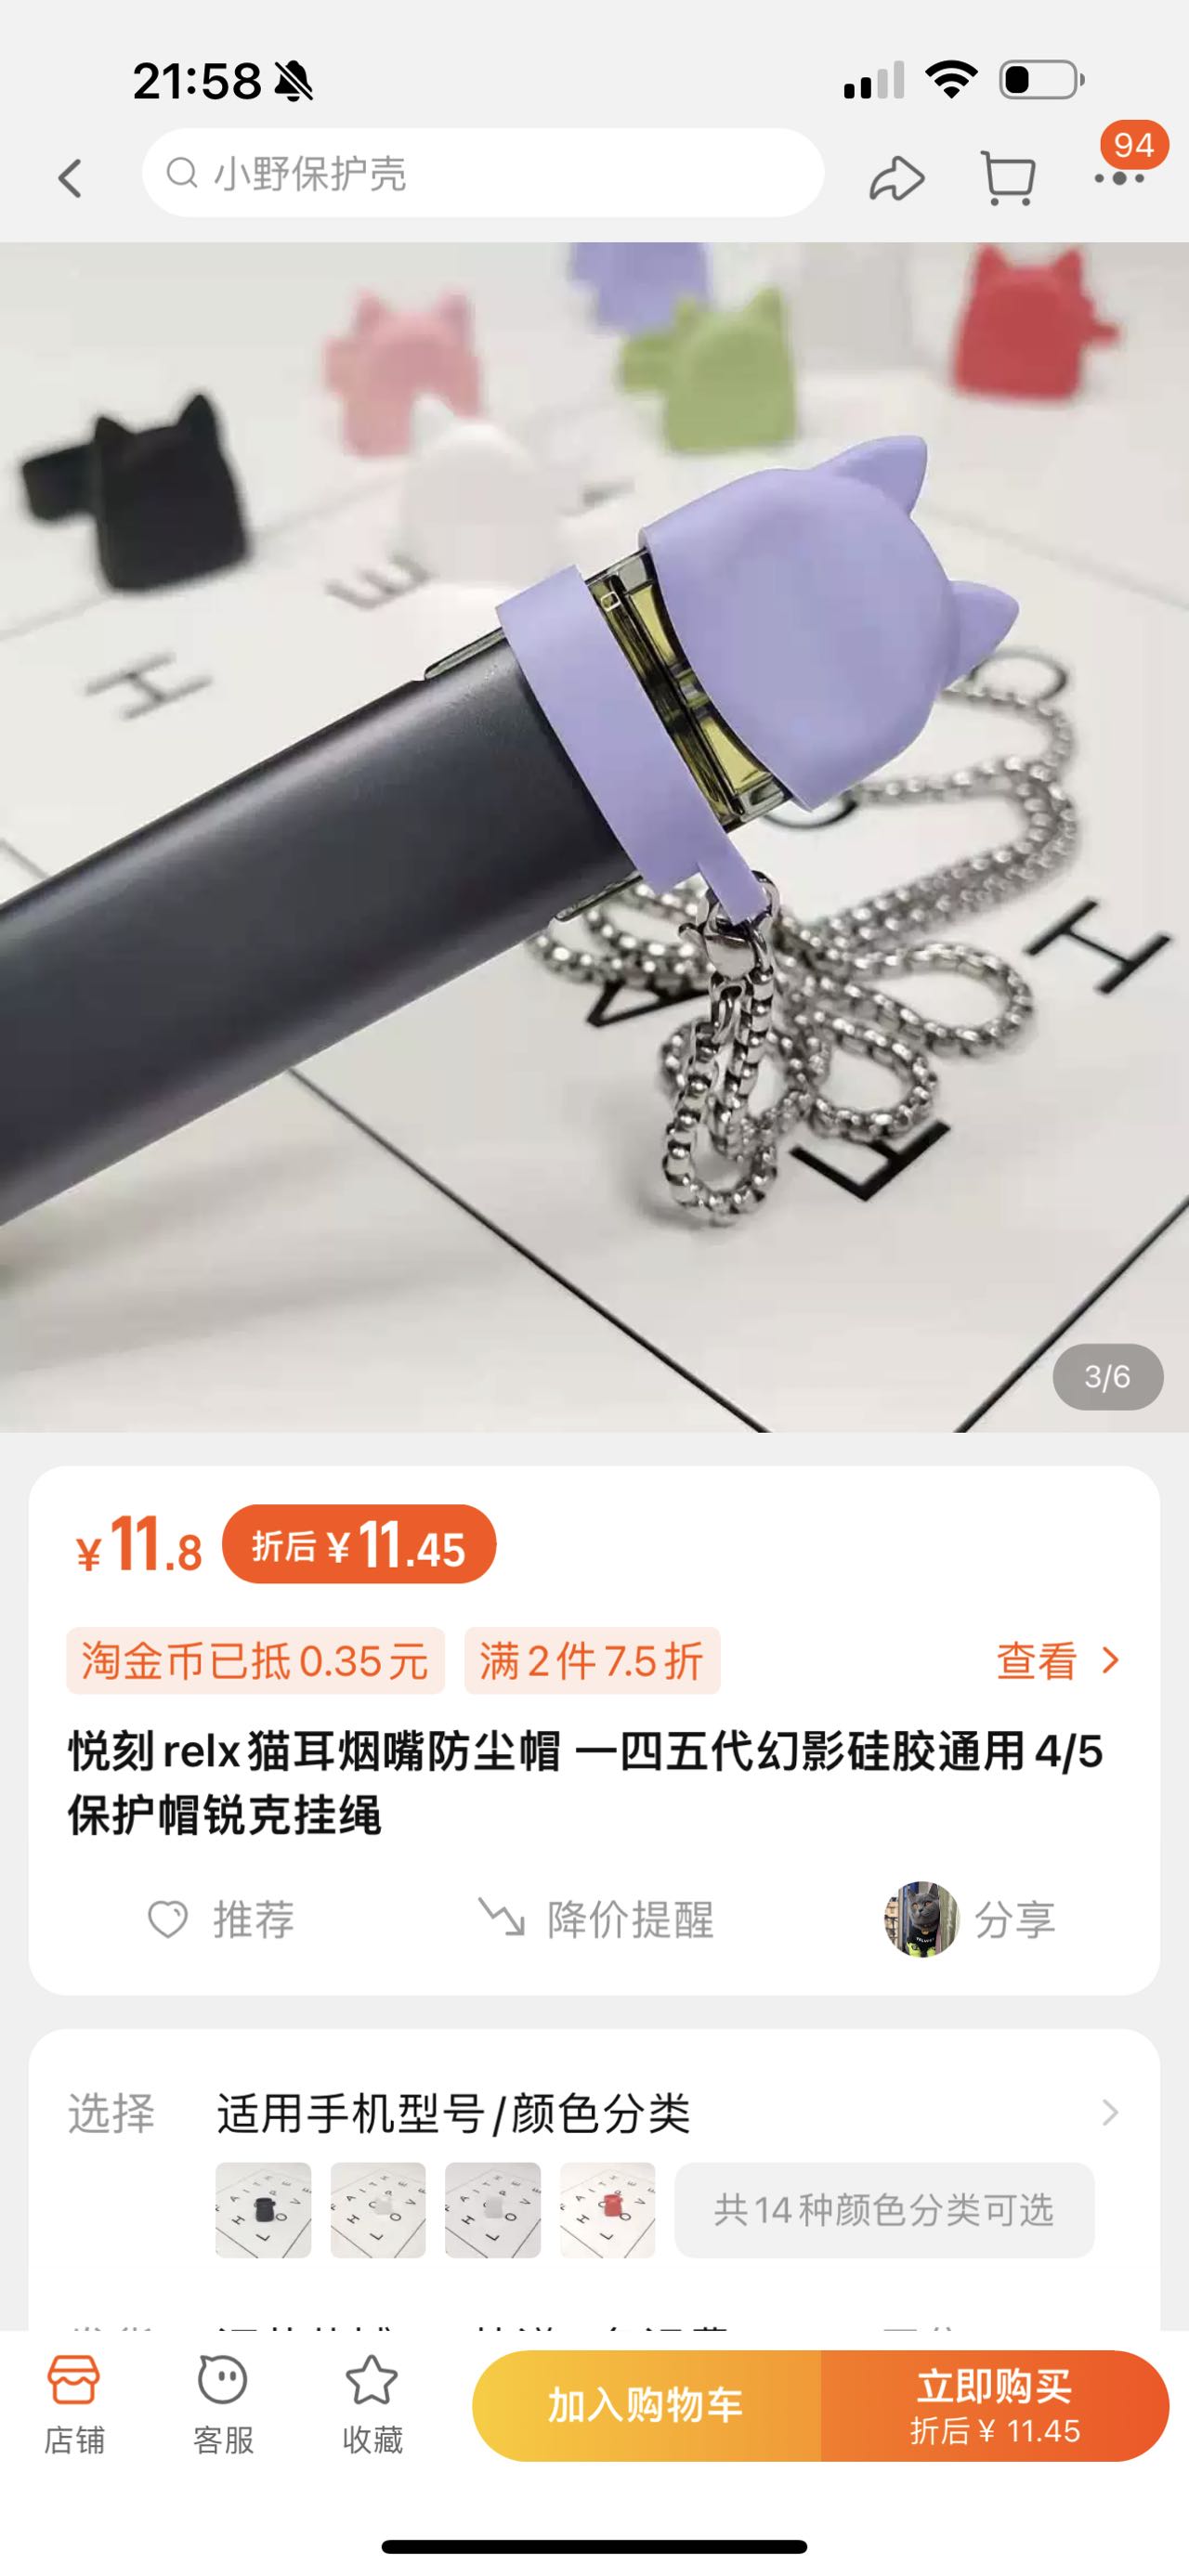 21:58
小野保护壳
94
E
H
H
A
F
3/6
¥11.8 折后¥11.45
淘金币已抵0.35元 满2件7.5折 查看
悦刻relx猫耳烟嘴防尘帽 一四五代幻影硅胶通用4/5
保护帽锐克挂绳
推荐 降价提醒 分享
选择 适用手机型号/颜色分类
共14种颜色分类可选
店铺 客服 收藏 加入购物车 立即购买
折后¥ 11.45